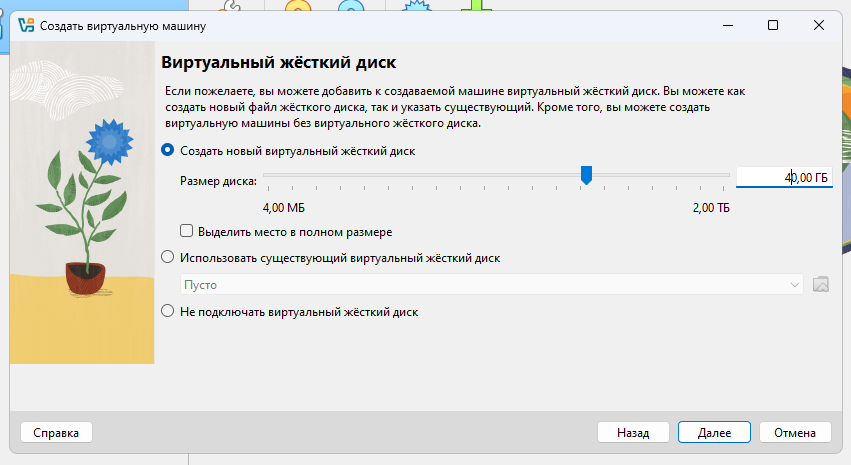 Создать виртуальную машину
Виртуальный жёсткий диск
Если пожелаете, вы можете добавить к создаваемой машине виртуальный жёсткий диск. Вы можете как
создать новый файл жёсткого диска, так и указать существующий. Кроме того, вы можете создать
виртуальную машины без виртуального жёсткого диска.
Создать новый виртуальный жёсткий диск
Размер диска:
40,00 ГБ
4,00 МБ
2,00 ТБ
Выделить место в полном размере
Использовать существующий виртуальный жёсткий диск
Пусто
Не подключать виртуальный жёсткий диск
Справка
Назад
Далее
Отмена